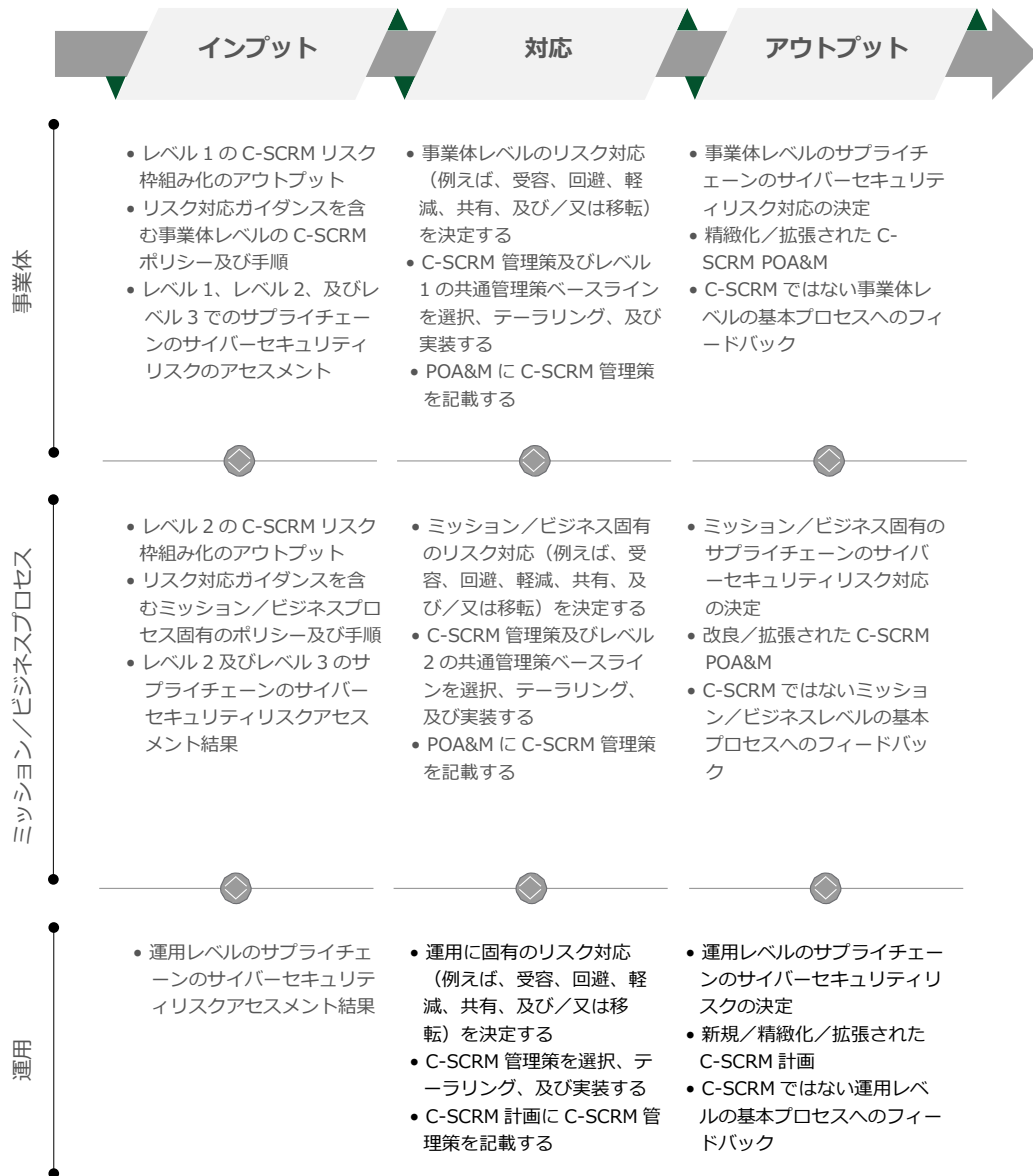 インプット
対応
アウトプット
事業体
• レベル 1 の C-SCRM リスク
枠組み化のアウトプット
• リスク対応ガイダンスを含
む事業体レベルの C-SCRM
ポリシー及び手順
• レベル 1、レベル 2、及びレ
ベル 3 でのサプライチェー
ンのサイバーセキュリティ
リスクのアセスメント
• 事業体レベルのリスク対応
（例えば、受容、回避、軽
減、共有、及び／又は移転）
を決定する
• C-SCRM 管理策及びレベル
1 の共通管理策ベースライン
を選択、テーラリング、及び
実装する
• POA&M に C-SCRM 管理策
を記載する
• 事業体レベルのサプライチ
ェーンのサイバーセキュリテ
ィリスク対応の決定
• 精緻化／拡張された C-
SCRM POA&M
• C-SCRM ではない事業体レ
ベルの基本プロセスへのフィ
ードバック
ミッション／ビジネスプロセス
• レベル 2 の C-SCRM リスク
枠組み化のアウトプット
• リスク対応ガイダンスを含
むミッション／ビジネスプロ
セス固有のポリシー及び手順
• レベル 2 及びレベル 3 のサ
プライチェーンのサイバー
セキュリティリスクアセス
メント結果
• ミッション／ビジネス固有
のリスク対応（例えば、受
容、回避、軽減、共有、及
び／又は移転）を決定する
• C-SCRM 管理策及びレベル
2 の共通管理策ベースライ
ンを選択、テーラリング、
及び実装する
• POA&M に C-SCRM 管理策
を記載する
• ミッション／ビジネス固有の
サプライチェーンのサイバ
ーセキュリティリスク対応
の決定
• 改良／拡張された C-SCRM
POA&M
• C-SCRM ではないミッショ
ン／ビジネスレベルの基本
プロセスへのフィードバッ
ク
運用
• 運用レベルのサプライチェ
ーンのサイバーセキュリテ
ィリスクアセスメント結果
• 運用に固有のリスク対応
（例えば、受容、回避、軽
減、共有、及び／又は移
転）を決定する
• C-SCRM 管理策を選択、テ
ーラリング、及び実装する
• C-SCRM 計画に C-SCRM 管
理策を記載する
• 運用レベルのサプライチェー
ンのサイバーセキュリティリ
スクの決定
• 新規／精緻化／拡張された
C-SCRM 計画
• C-SCRM ではない運用レベ
ルの基本プロセスへのフィー
ドバック